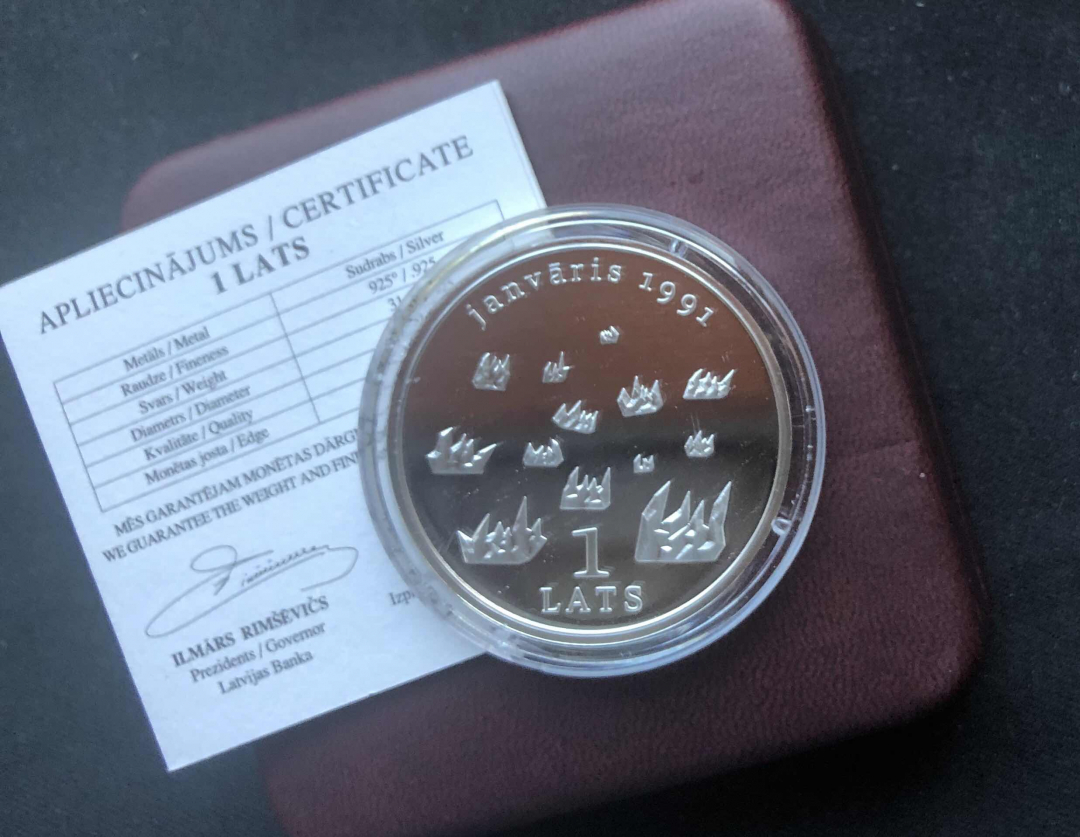 APLIECINĀJUMS / CERTIFICATE
1 LATS
Metāls / Metal Sudrabs / Silver
Raudze / Fineness 925° / .925
Svars / Weight 31
Diametrs / Diameter
Kvalitāte / Quality
Monētas josta / Edge
MĒS GARANTĒJAM MONĒTAS
WE GUARANTEE THE WEIGHT AND
ILMĀRS RIMŠĒVIČS
Prezidents / Governor
Latvijas Banka
janvāris 1991
1
LATS